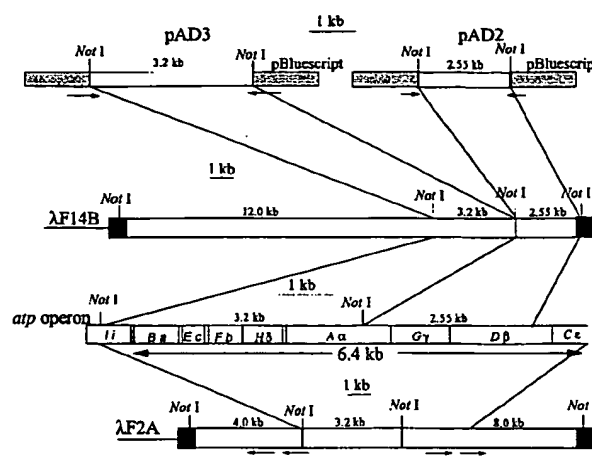 pAD3 1 kb pAD2
Not I Not I Not I Not I
3.2 kb pBluescript 2.55 kb pBluescript
1 kb
Not I Not I Not I Not I
λF14B 12.0 kb 3.2 kb 2.55 kb
1 kb
Not I Not I
atp operon 3.2 kb 2.55 kb
I i B a E c F b H δ A α G γ D β C ε
6.4 kb
1 kb
Not I Not I Not I Not I
λF2A 4.0 kb 3.2 kb 8.0 kb